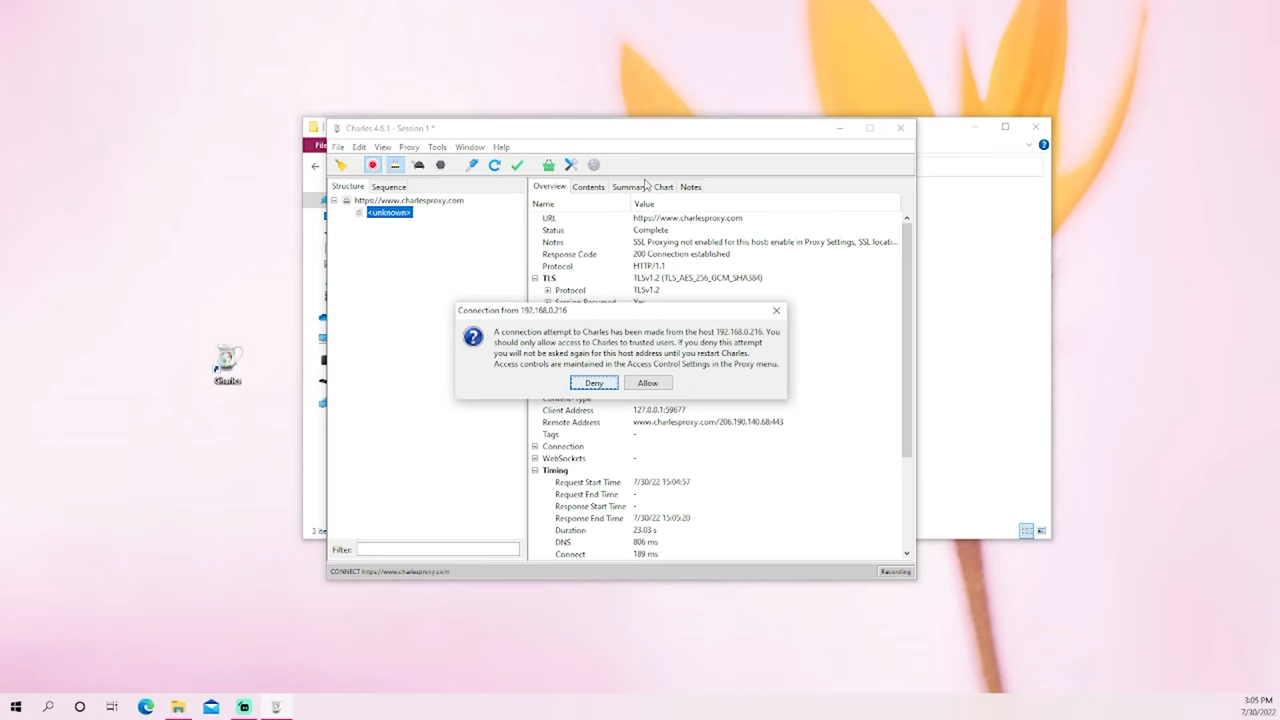 Charles 4.6.1 - Session 1 *
File
File Edit View Proxy Tools Window Help
Structure Sequence
Overview Contents Summary Chart Notes
https://www.charlesproxy.com
<unknown>
Name Value
URL https://www.charlesproxy.com
Status Complete
Notes SSL Proxying not enabled for this host: enable in Proxy Settings, SSL locati...
Response Code 200 Connection established
Protocol HTTP/1.1
TLS TLSv1.2 (TLS_AES_256_GCM_SHA384)
Protocol TLSv1.2
Connection from 192.168.0.216
A connection attempt to Charles has been made from the host 192.168.0.216. You
should only allow access to Charles to trusted users. If you deny this attempt
you will not be asked again for this host address until you restart Charles.
Access controls are maintained in the Access Control Settings in the Proxy menu.
Deny Allow
Charles
Client Address 127.0.0.1:59677
Remote Address www.charlesproxy.com/206.190.140.68:443
Tags -
Connection
WebSockets -
Timing
Request Start Time 7/30/22 15:04:57
Request End Time -
Response Start Time -
Response End Time 7/30/22 15:05:20
Duration 23.03 s
DNS 806 ms
Connect 189 ms
3 ite
Filter:
CONNECT https://www.charlesproxy.com
Recording
3:05 PM
7/30/2022